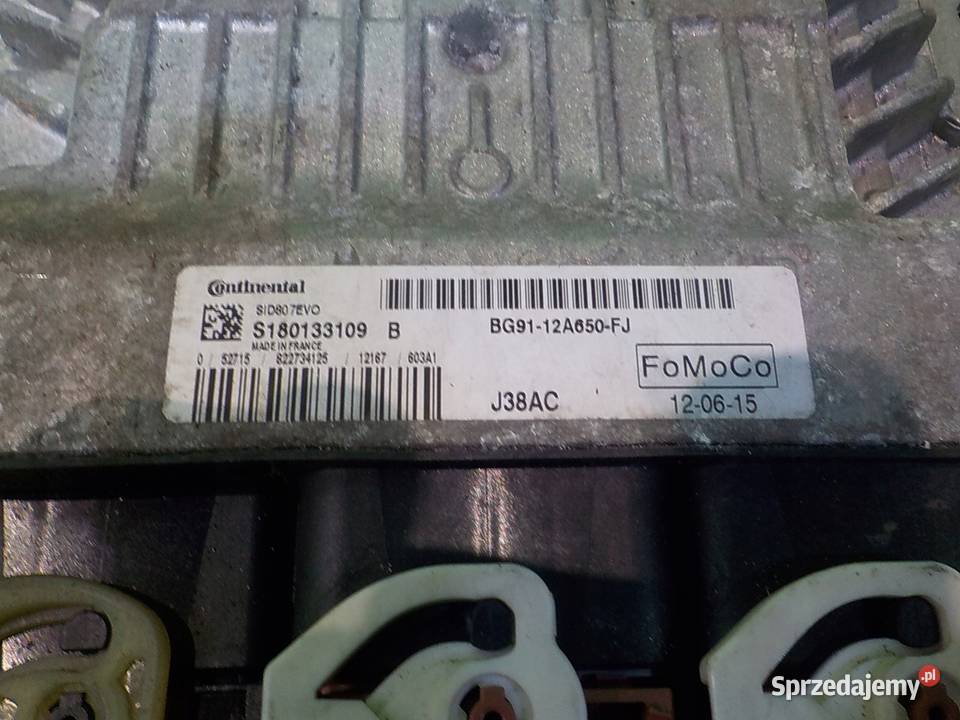 Continental
SID807EVO
S180133109 B
MADE IN FRANCE
0 / 52715 / 822734125 / 12167 / 603A1
BG91-12A650-FJ
FoMoCo
J38AC
12-06-15
Sprzedajemy.pl